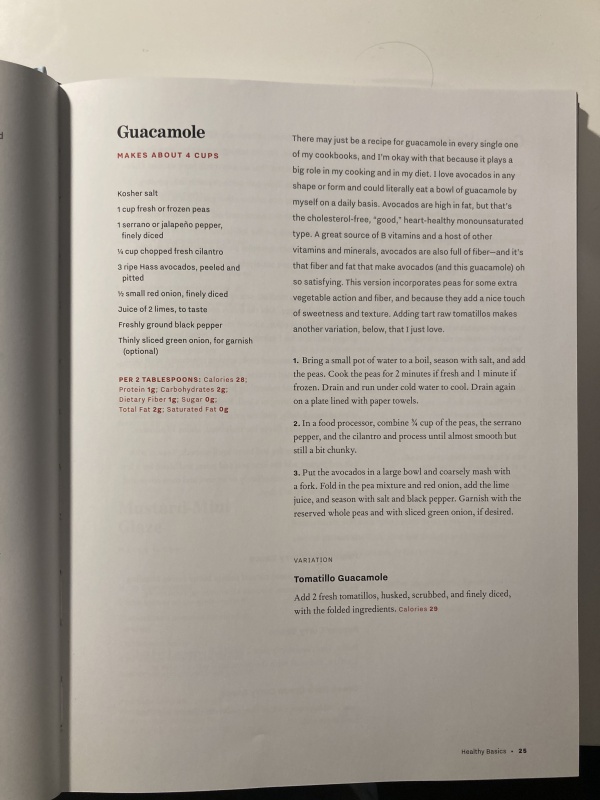 Guacamole
MAKES ABOUT 4 CUPS
Kosher salt
1 cup fresh or frozen peas
1 serrano or jalapeño pepper,
finely diced
¼ cup chopped fresh cilantro
3 ripe Hass avocados, peeled and
pitted
½ small red onion, finely diced
Juice of 2 limes, to taste
Freshly ground black pepper
Thinly sliced green onion, for garnish
(optional)
PER 2 TABLESPOONS: Calories 28;
Protein 1g; Carbohydrates 2g;
Dietary Fiber 1g; Sugar 0g;
Total Fat 2g; Saturated Fat 0g
There may just be a recipe for guacamole in every single one
of my cookbooks, and I'm okay with that because it plays a
big role in my cooking and in my diet. I love avocados in any
shape or form and could literally eat a bowl of guacamole by
myself on a daily basis. Avocados are high in fat, but that's
the cholesterol-free, "good," heart-healthy monounsaturated
type. A great source of B vitamins and a host of other
vitamins and minerals, avocados are also full of fiber—and it's
that fiber and fat that make avocados (and this guacamole) oh
so satisfying. This version incorporates peas for some extra
vegetable action and fiber, and because they add a nice touch
of sweetness and texture. Adding tart raw tomatillos makes
another variation, below, that I just love.
1. Bring a small pot of water to a boil, season with salt, and add
the peas. Cook the peas for 2 minutes if fresh and 1 minute if
frozen. Drain and run under cold water to cool. Drain again
on a plate lined with paper towels.
2. In a food processor, combine ¾ cup of the peas, the serrano
pepper, and the cilantro and process until almost smooth but
still a bit chunky.
3. Put the avocados in a large bowl and coarsely mash with
a fork. Fold in the pea mixture and red onion, add the lime
juice, and season with salt and black pepper. Garnish with the
reserved whole peas and with sliced green onion, if desired.
VARIATION
Tomatillo Guacamole
Add 2 fresh tomatillos, husked, scrubbed, and finely diced,
with the folded ingredients. Calories 29
Healthy Basics • 25